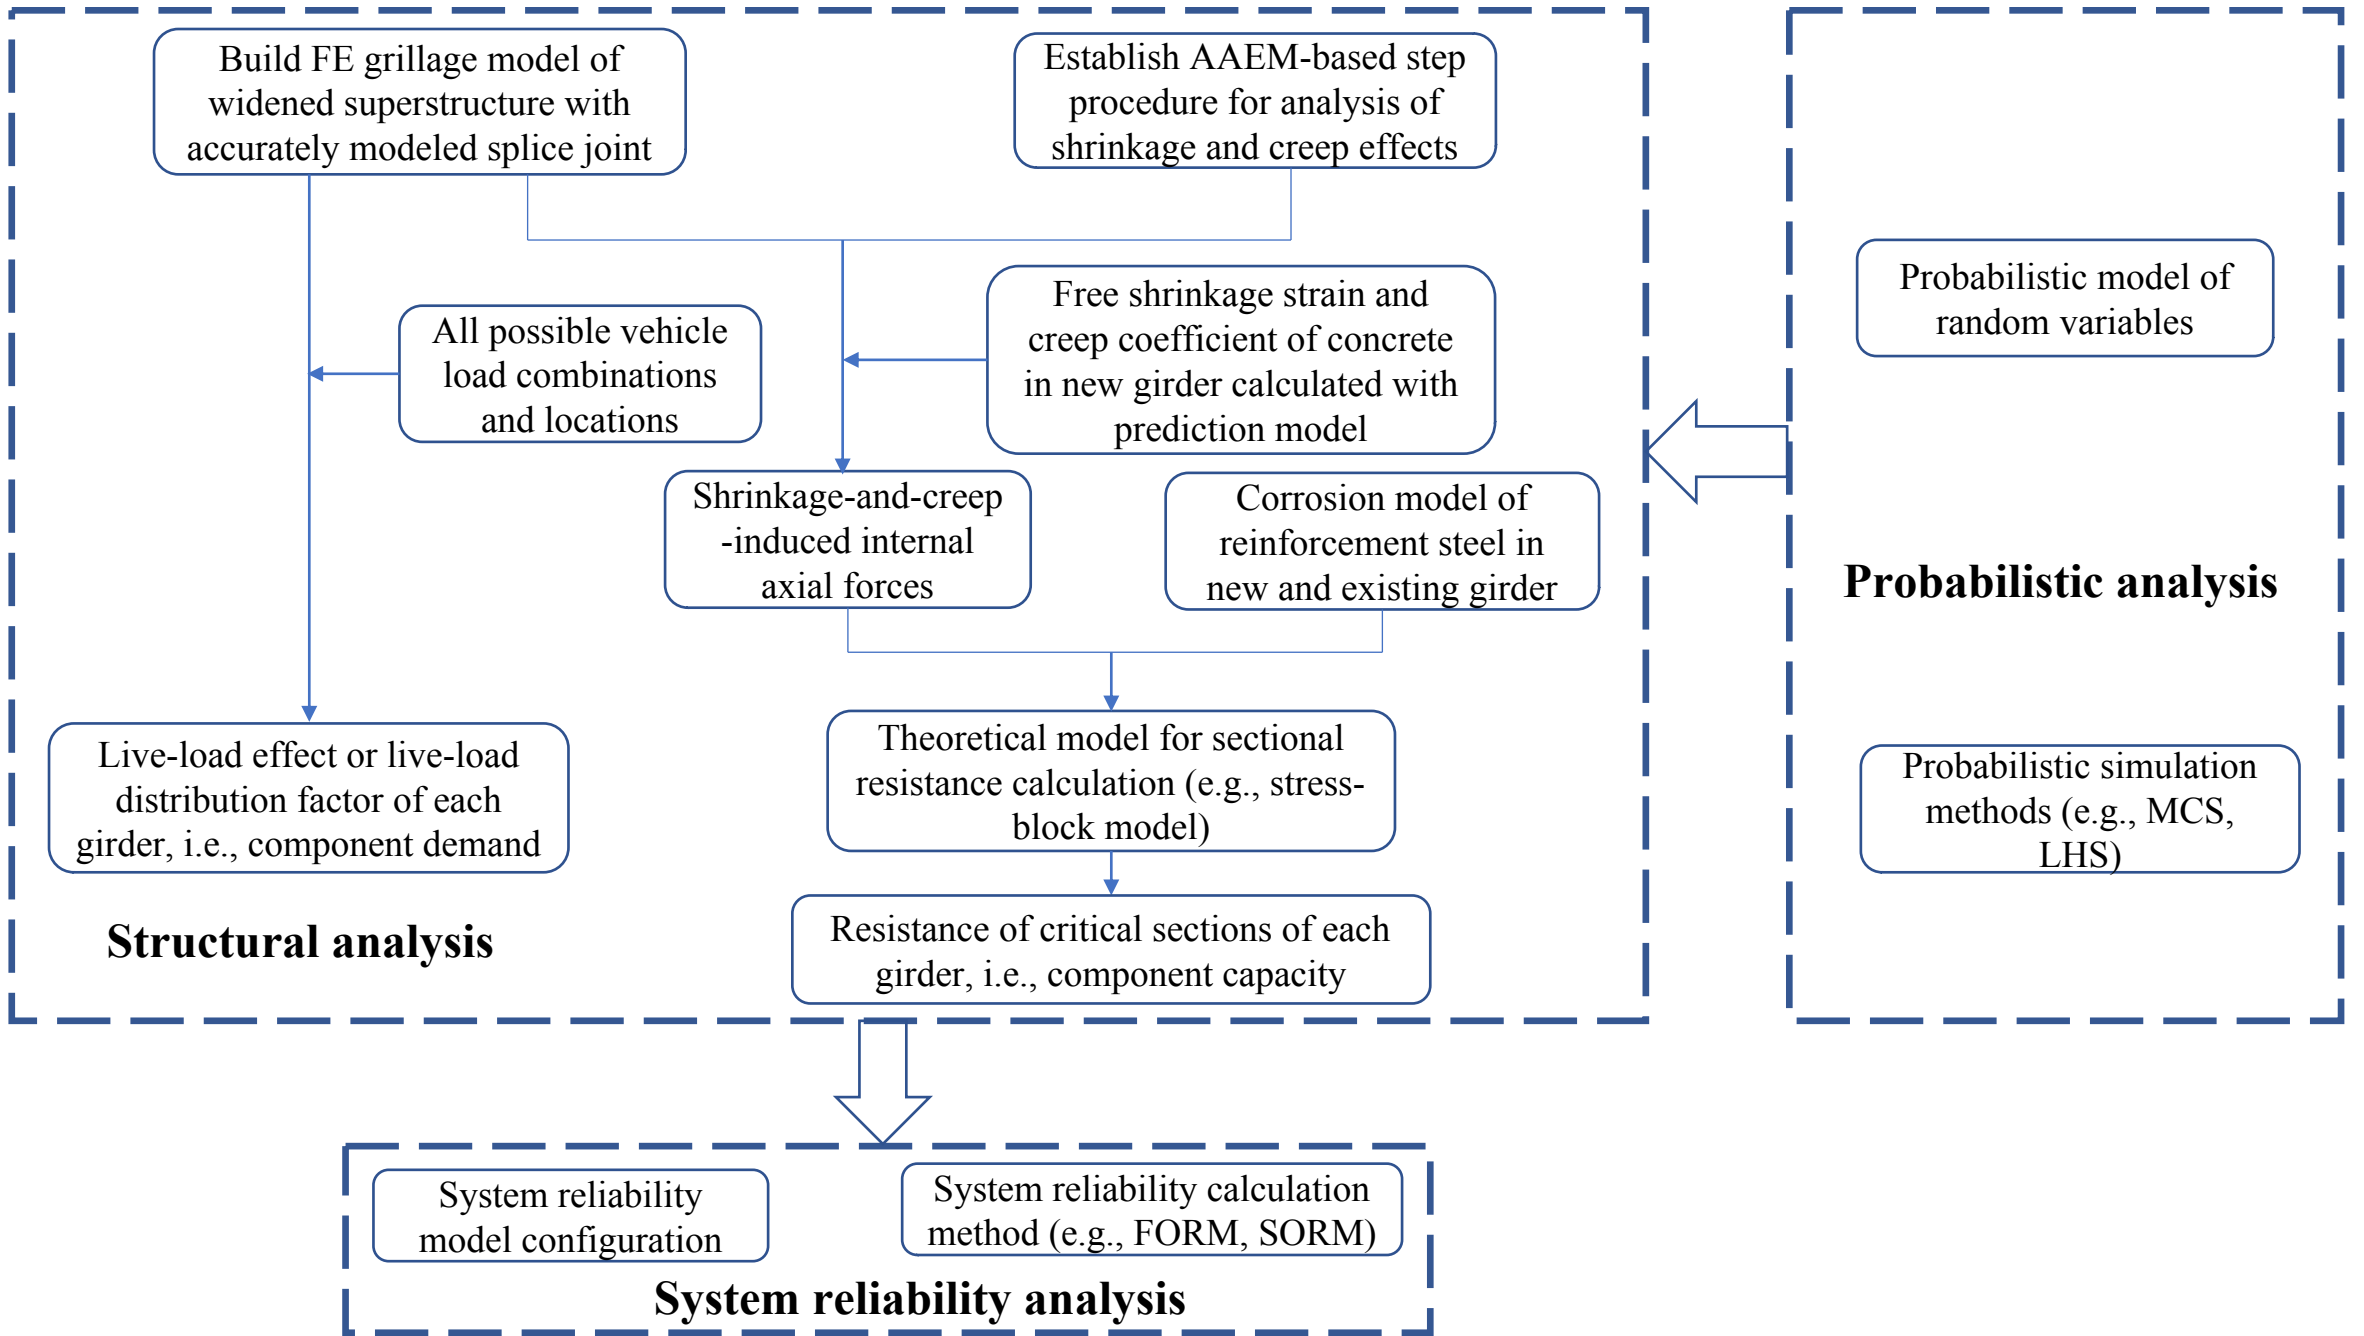 Build FE grillage model of
widened superstructure with
accurately modeled splice joint
Establish AAEM-based step
procedure for analysis of
shrinkage and creep effects
All possible vehicle
load combinations
and locations
Free shrinkage strain and
creep coefficient of concrete
in new girder calculated with
prediction model
Shrinkage-and-creep
-induced internal
axial forces
Corrosion model of
reinforcement steel in
new and existing girder
Live-load effect or live-load
distribution factor of each
girder, i.e., component demand
Theoretical model for sectional
resistance calculation (e.g., stress-
block model)
Resistance of critical sections of each
girder, i.e., component capacity
Structural analysis
Probabilistic model of
random variables
Probabilistic analysis
Probabilistic simulation
methods (e.g., MCS,
LHS)
System reliability
model configuration
System reliability calculation
method (e.g., FORM, SORM)
System reliability analysis